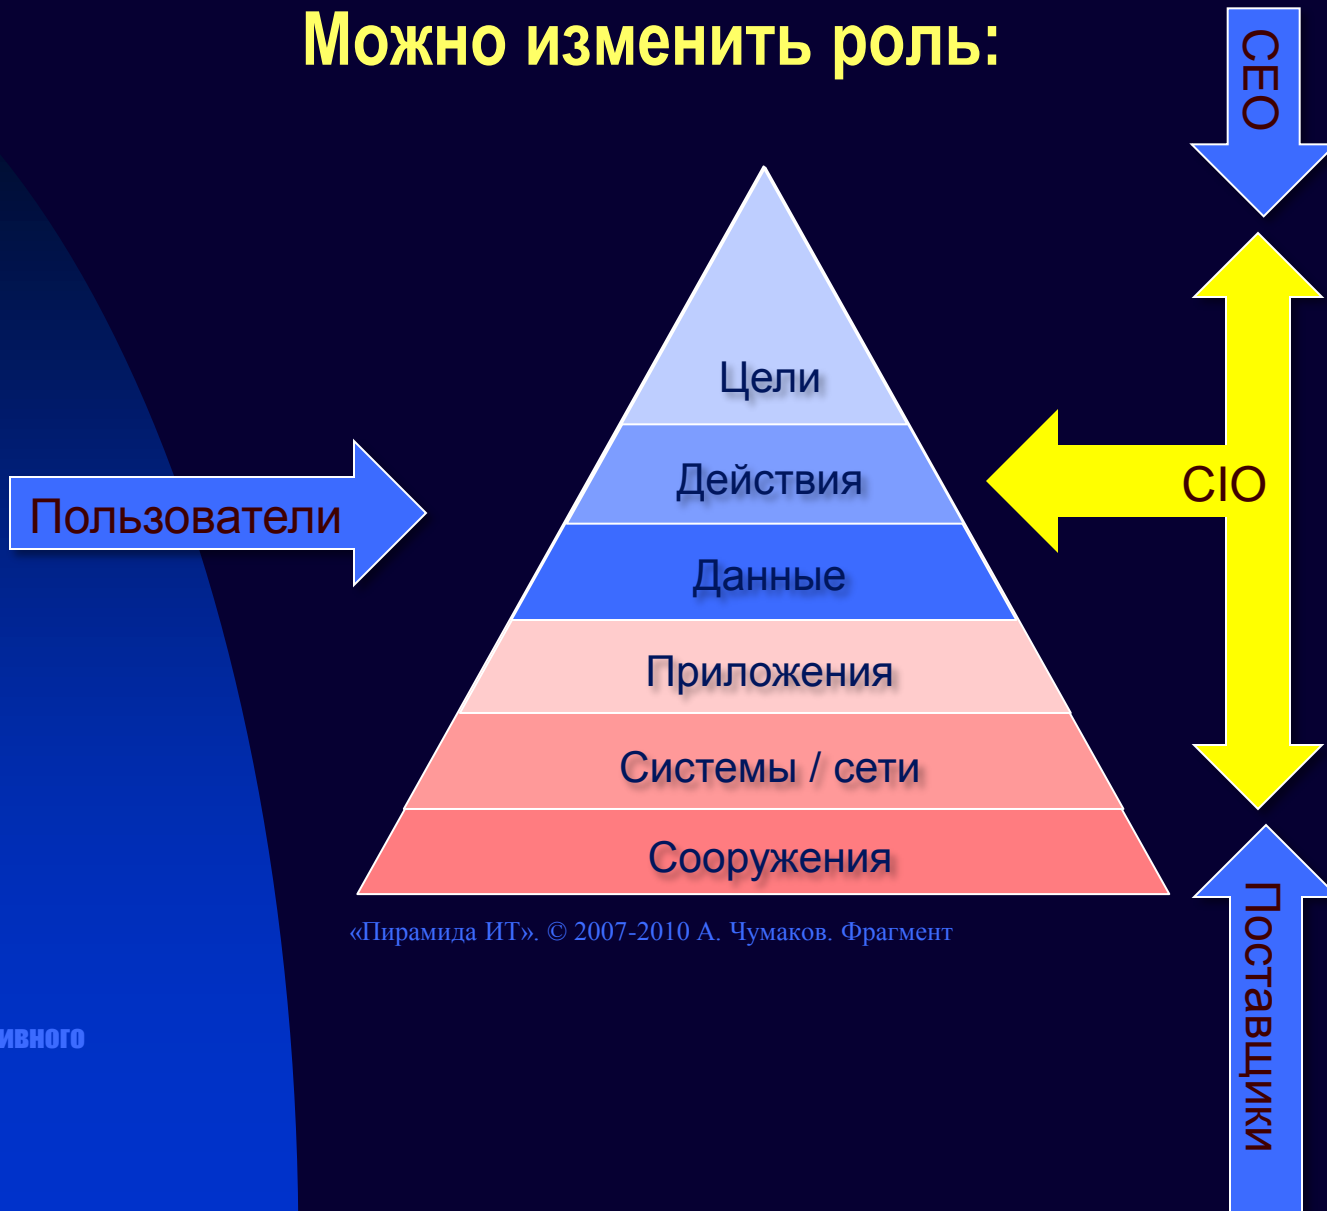 Можно изменить роль:
CEO
Цели
Действия
CIO
Пользователи
Данные
Приложения
Системы / сети
Сооружения
Поставщики
«Пирамида ИТ». © 2007-2010 А. Чумаков. Фрагмент
ивного